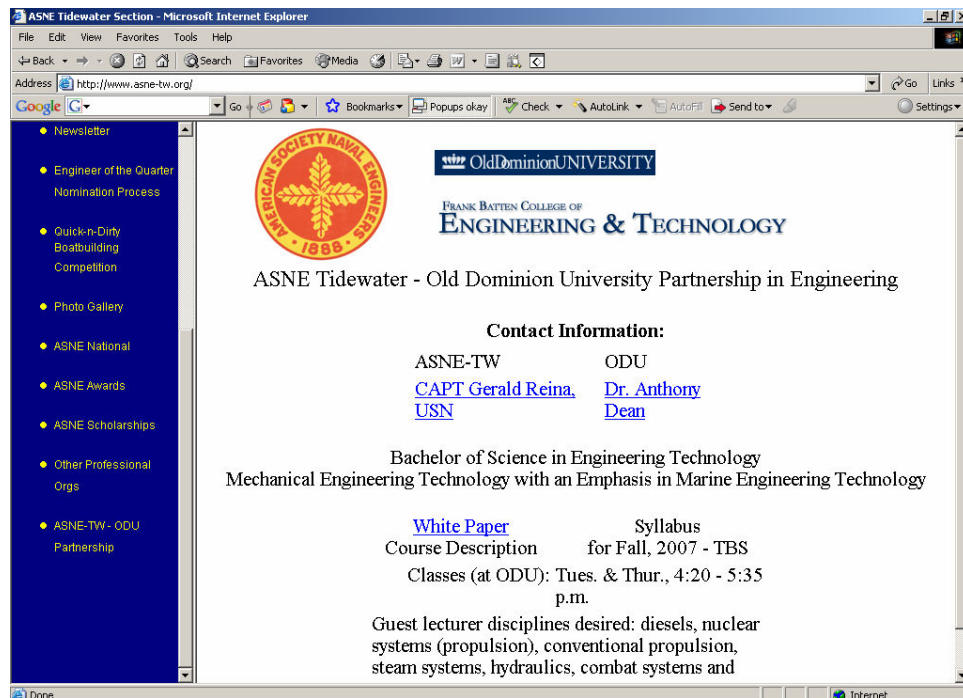 ASNE Tidewater Section - Microsoft Internet Explorer
File Edit View Favorites Tools Help
Back Search Favorites Media
Address http://www.asne-tw.org/ Go Links
Google G Go Bookmarks Popups okay ABC Check AutoLink AutoFill Send to Settings
Newsletter
Engineer of the Quarter
Nomination Process
Quick-n-Dirty
Boatbuilding
Competition
Photo Gallery
ASNE National
ASNE Awards
ASNE Scholarships
Other Professional
Orgs
ASNE-TW - ODU
Partnership
AMERICAN SOCIETY NAVAL ENGINEERS
1888
OldDominionUNIVERSITY
FRANK BATTEN COLLEGE OF
ENGINEERING & TECHNOLOGY
ASNE Tidewater - Old Dominion University Partnership in Engineering
Contact Information:
ASNE-TW ODU
CAPT Gerald Reina, Dr. Anthony
USN Dean
Bachelor of Science in Engineering Technology
Mechanical Engineering Technology with an Emphasis in Marine Engineering Technology
White Paper Syllabus
Course Description for Fall, 2007 - TBS
Classes (at ODU): Tues. & Thur., 4:20 - 5:35
p.m.
Guest lecturer disciplines desired: diesels, nuclear
systems (propulsion), conventional propulsion,
steam systems, hydraulics, combat systems and
Done Internet